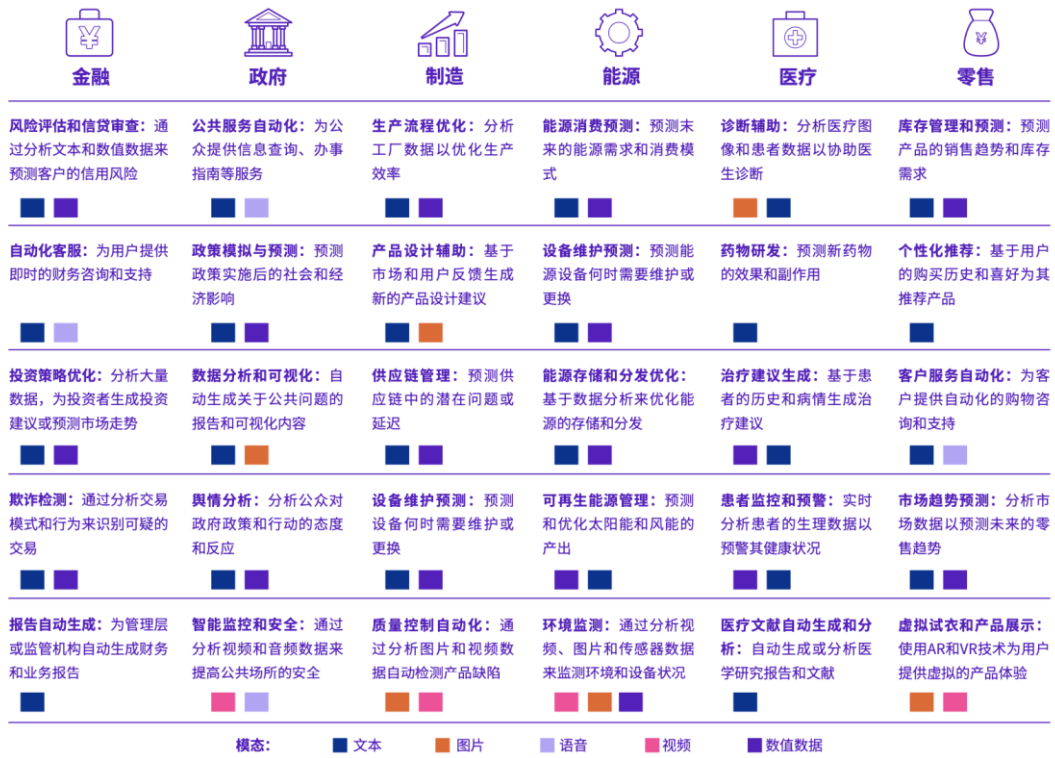 金融
政府
制造
能源
医疗
零售
风险评估和信贷审查：通
过分析文本和数值数据来
预测客户的信用风险
公共服务自动化：为公
众提供信息查询、办事
指南等服务
生产流程优化：分析
工厂数据以优化生产
效率
能源消费预测：预测未
来的能源需求和消费模
式
诊断辅助：分析医疗图
像和患者数据以协助医
生诊断
库存管理和预测：预测
产品的销售趋势和库存
需求
自动化客服：为用户提供
即时的财务咨询和支持
政策模拟与预测：预测
政策实施后的社会和经
济影响
产品设计辅助：基于
市场和用户反馈生成
新的产品设计建议
设备维护预测：预测能
源设备何时需要维护或
更换
药物研发：预测新药物
的效果和副作用
个性化推荐：基于用户
的购买历史和喜好为其
推荐产品
投资策略优化：分析大量
数据，为投资者生成投资
建议或预测市场走势
数据分析和可视化：自
动生成关于公共问题的
报告和可视化内容
供应链管理：预测供
应链中的潜在问题或
延迟
能源存储和分发优化：
基于数据分析来优化能
源的存储和分发
治疗建议生成：基于患
者的历史和病情生成治
疗建议
客户服务自动化：为客
户提供自动化的购物咨
询和支持
欺诈检测：通过分析交易
模式和行为来识别可疑的
交易
舆情分析：分析公众对
政府政策和行动的态度
和反应
设备维护预测：预测
设备何时需要维护或
更换
可再生能源管理：预测
和优化太阳能和风能的
产出
患者监控和预警：实时
分析患者的生理数据以
预警其健康状况
市场趋势预测：分析市
场数据以预测未来的零
售趋势
报告自动生成：为管理层
或监管机构自动生成财务
和业务报告
智能监控和安全：通过
分析视频和音频数据来
提高公共场所的安全
质量控制自动化：通
过分析图片和视频数
据自动检测产品缺陷
环境监测：通过分析视
频、图片和传感器数据
来监测环境和设备状况
医疗文献自动生成和分
析：自动生成或分析医
学研究报告和文献
虚拟试衣和产品展示：
使用AR和VR技术为用户
提供虚拟的产品体验
模态： 文本 图片 语音 视频 数值数据